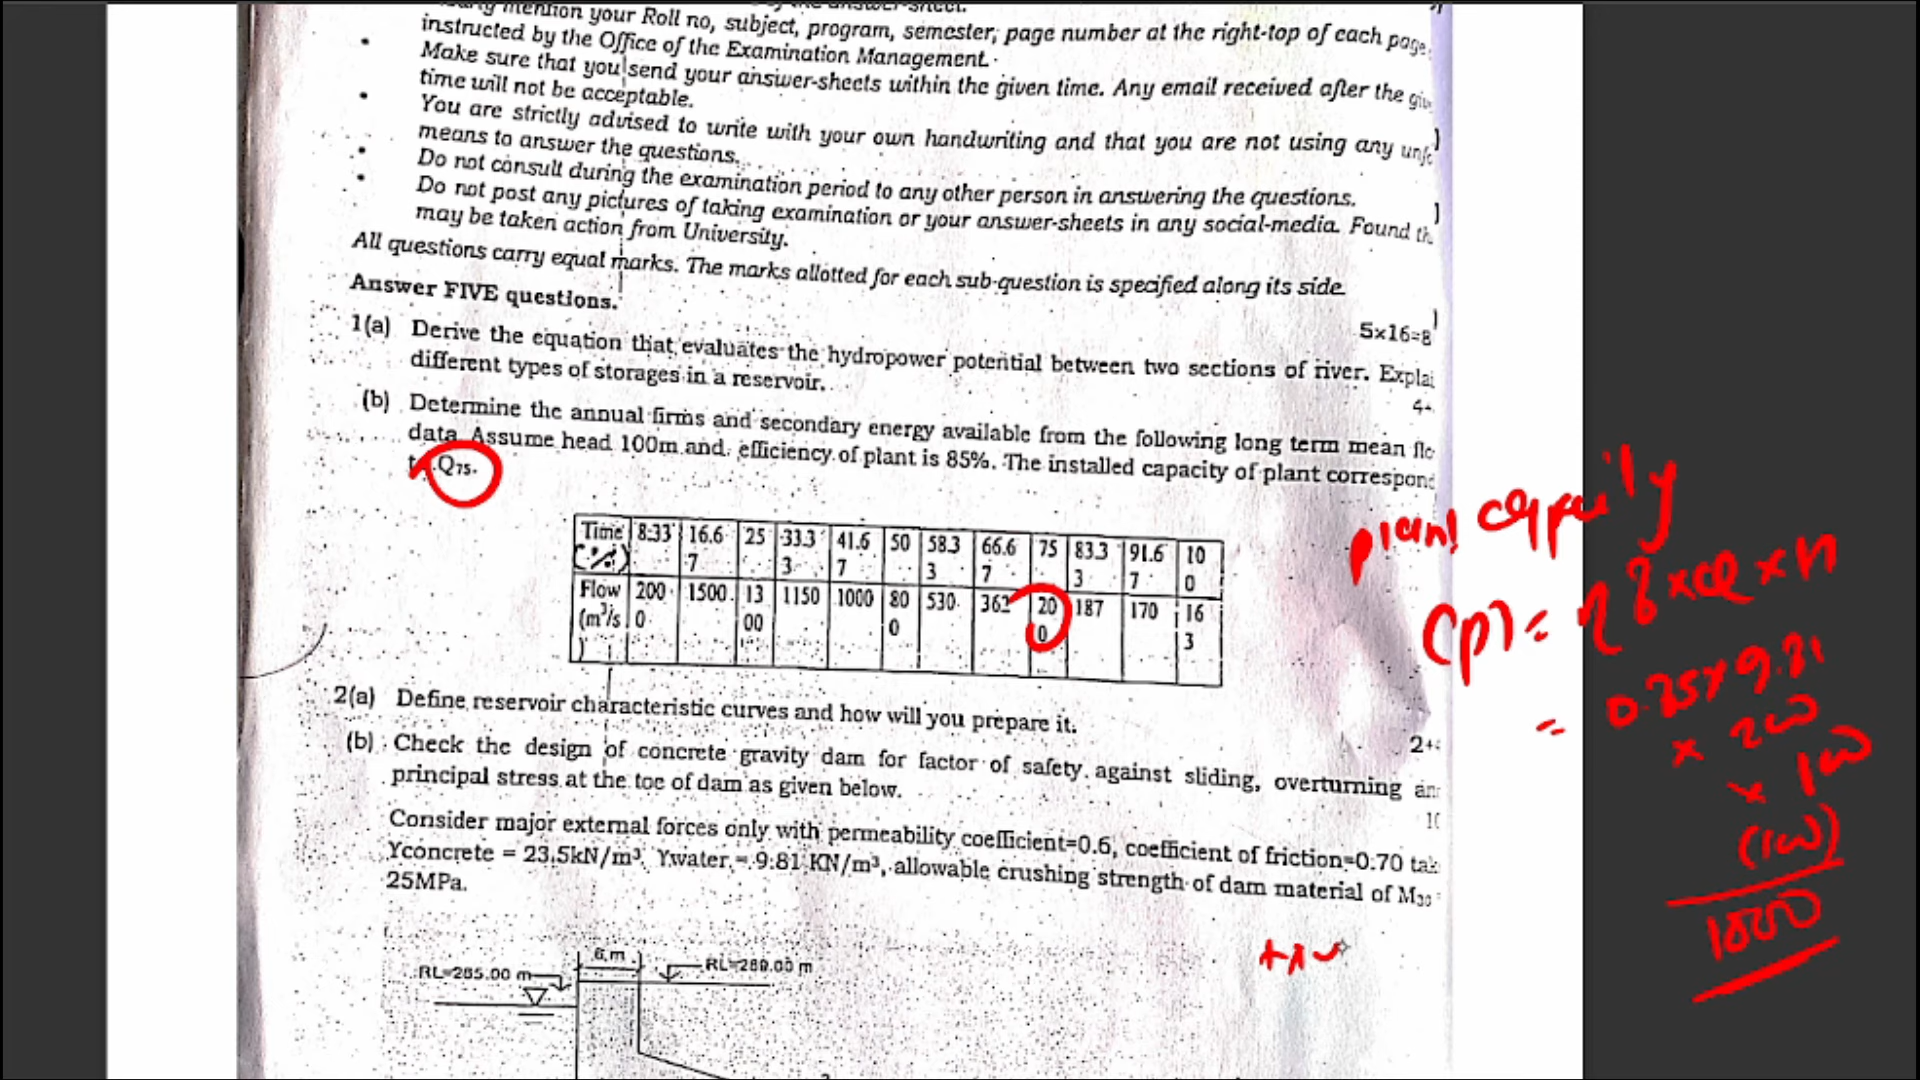 mention your Roll no, subject, program, semester, page number at the right-top of each page.
instructed by the Office of the Examination Management.
• Make sure that you send your answer-sheets within the given time. Any email received after the giv
time will not be acceptable.
• You are strictly advised to write with your own handwriting and that you are not using any unfa
means to answer the questions.
• Do not consult during the examination period to any other person in answering the questions.
• Do not post any pictures of taking examination or your answer-sheets in any social-media. Found th
may be taken action from University.
All questions carry equal marks. The marks allotted for each sub-question is specified along its side.
Answer FIVE questions.
5×16=8
1(a) Derive the equation that evaluates the hydropower potential between two sections of river. Explai
different types of storages in a reservoir.
4+
(b) Determine the annual firms and secondary energy available from the following long term mean flo
data. Assume head 100m and efficiency of plant is 85%. The installed capacity of plant correspond
Q75.
Time (%) 8.33 16.67 25 33.33 41.67 50 58.33 66.67 75 83.33 91.67 100
Flow (m³/s) 2000 1500 1300 1150 1000 800 530 362 200 187 170 163
plant capacity
(P) = η γ × Q × H
= 0.85 × 9.81
× 200
× 100
(100)
1000
2(a) Define reservoir characteristic curves and how will you prepare it.
2+
(b) Check the design of concrete gravity dam for factor of safety against sliding, overturning an
principal stress at the toe of dam as given below.
10
Consider major external forces only with permeability coefficient=0.6, coefficient of friction=0.70 tak
Yconcrete = 23.5kN/m³, Ywater = 9.81 KN/m³, allowable crushing strength of dam material of M30
25MPa.
6 m
RL=285.00 m
RL=289.00 m